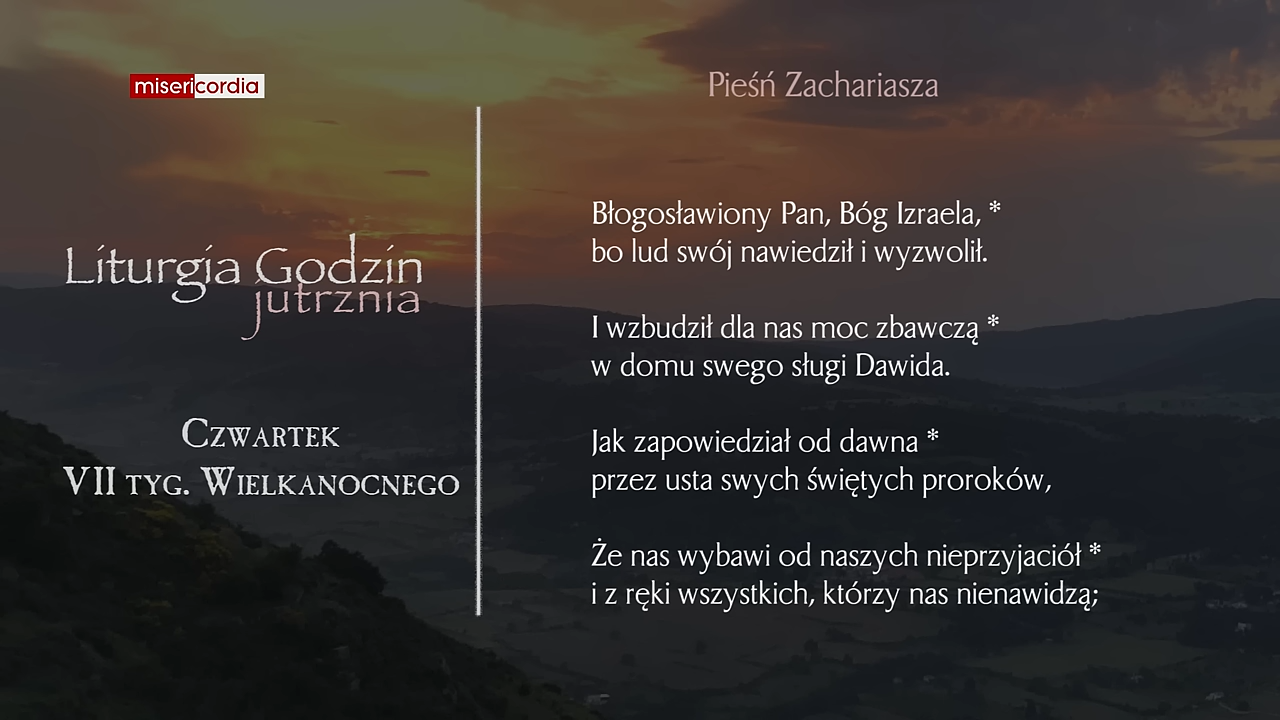 misericordia
Liturgia Godzin
jutrznia
Czwartek
VII tyg. Wielkanocnego
Pieśń Zachariasza
Błogosławiony Pan, Bóg Izraela, *
bo lud swój nawiedził i wyzwolił.
I wzbudził dla nas moc zbawczą *
w domu swego sługi Dawida.
Jak zapowiedział od dawna *
przez usta swych świętych proroków,
Że nas wybawi od naszych nieprzyjaciół *
i z ręki wszystkich, którzy nas nienawidzą;